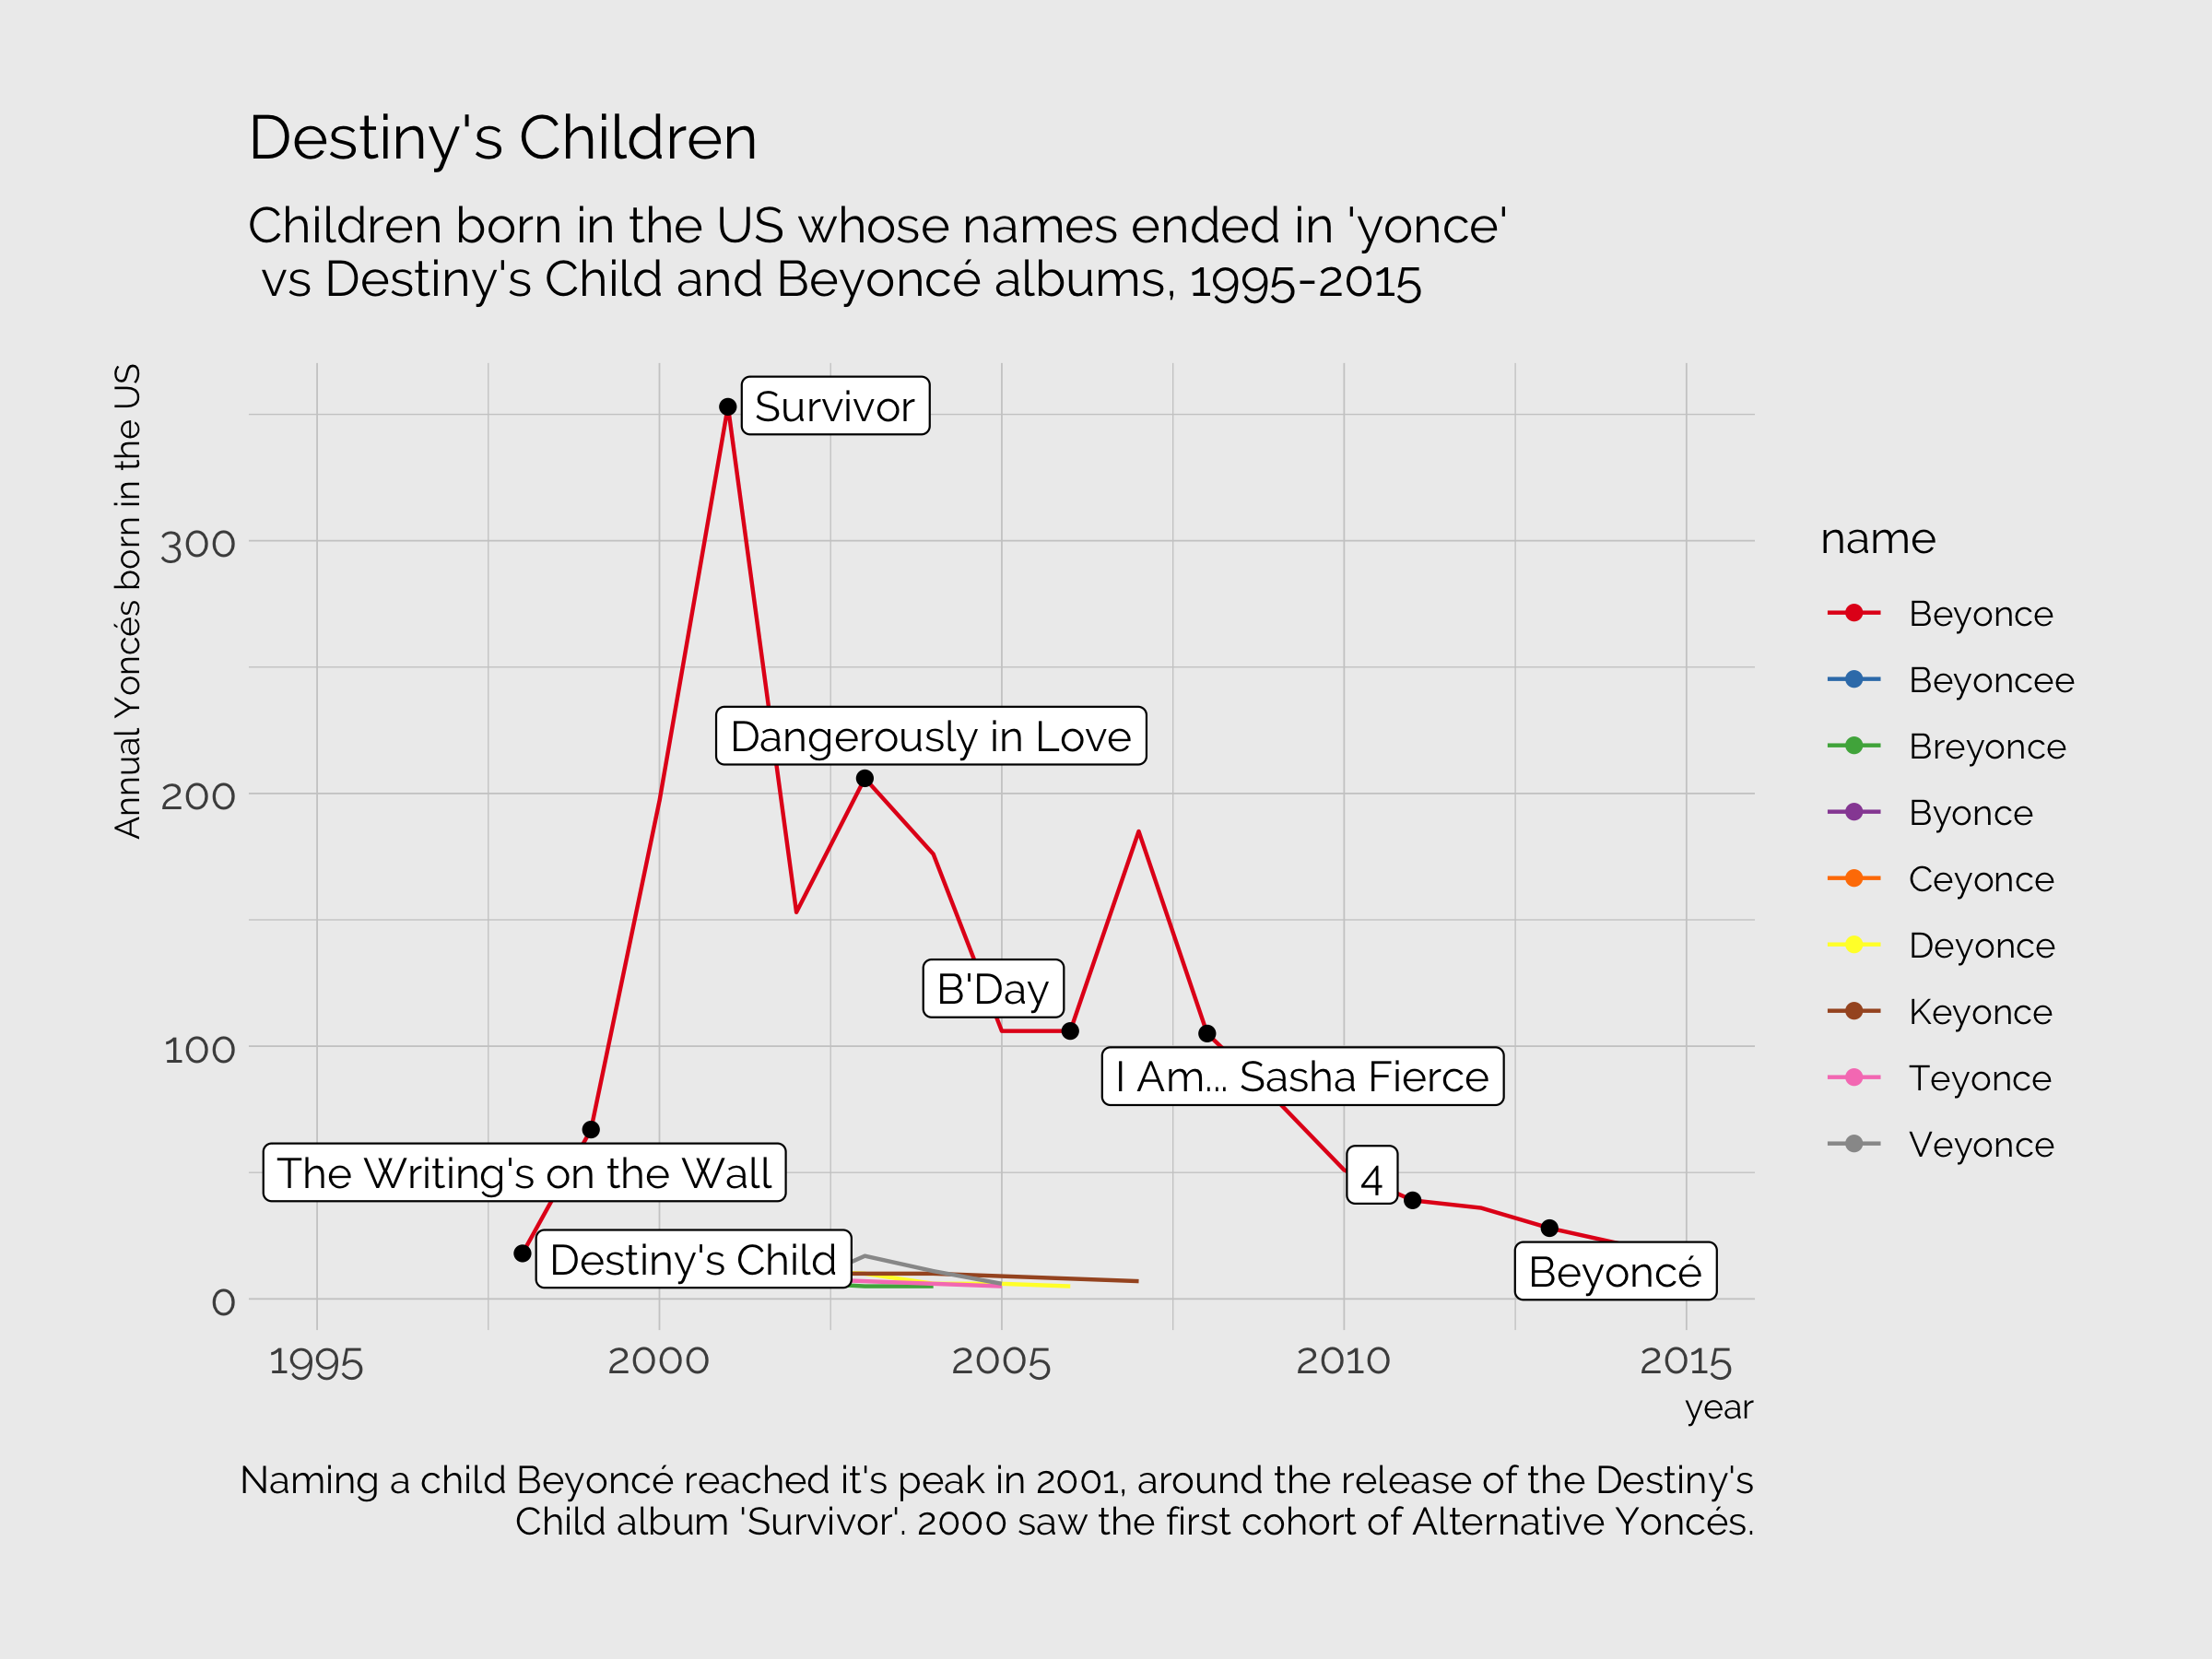 Destiny's Children
Children born in the US whose names ended in 'yonce'
vs Destiny's Child and Beyoncé albums, 1995-2015
Annual Yoncés born in the US
300
200
100
0
Survivor
Dangerously in Love
B'Day
I Am... Sasha Fierce
The Writing's on the Wall
4
Destiny's Child
Beyoncé
1995
2000
2005
2010
2015
year
name
Beyonce
Beyoncee
Breyonce
Byonce
Ceyonce
Deyonce
Keyonce
Teyonce
Veyonce
Naming a child Beyoncé reached it's peak in 2001, around the release of the Destiny's
Child album 'Survivor'. 2000 saw the first cohort of Alternative Yoncés.